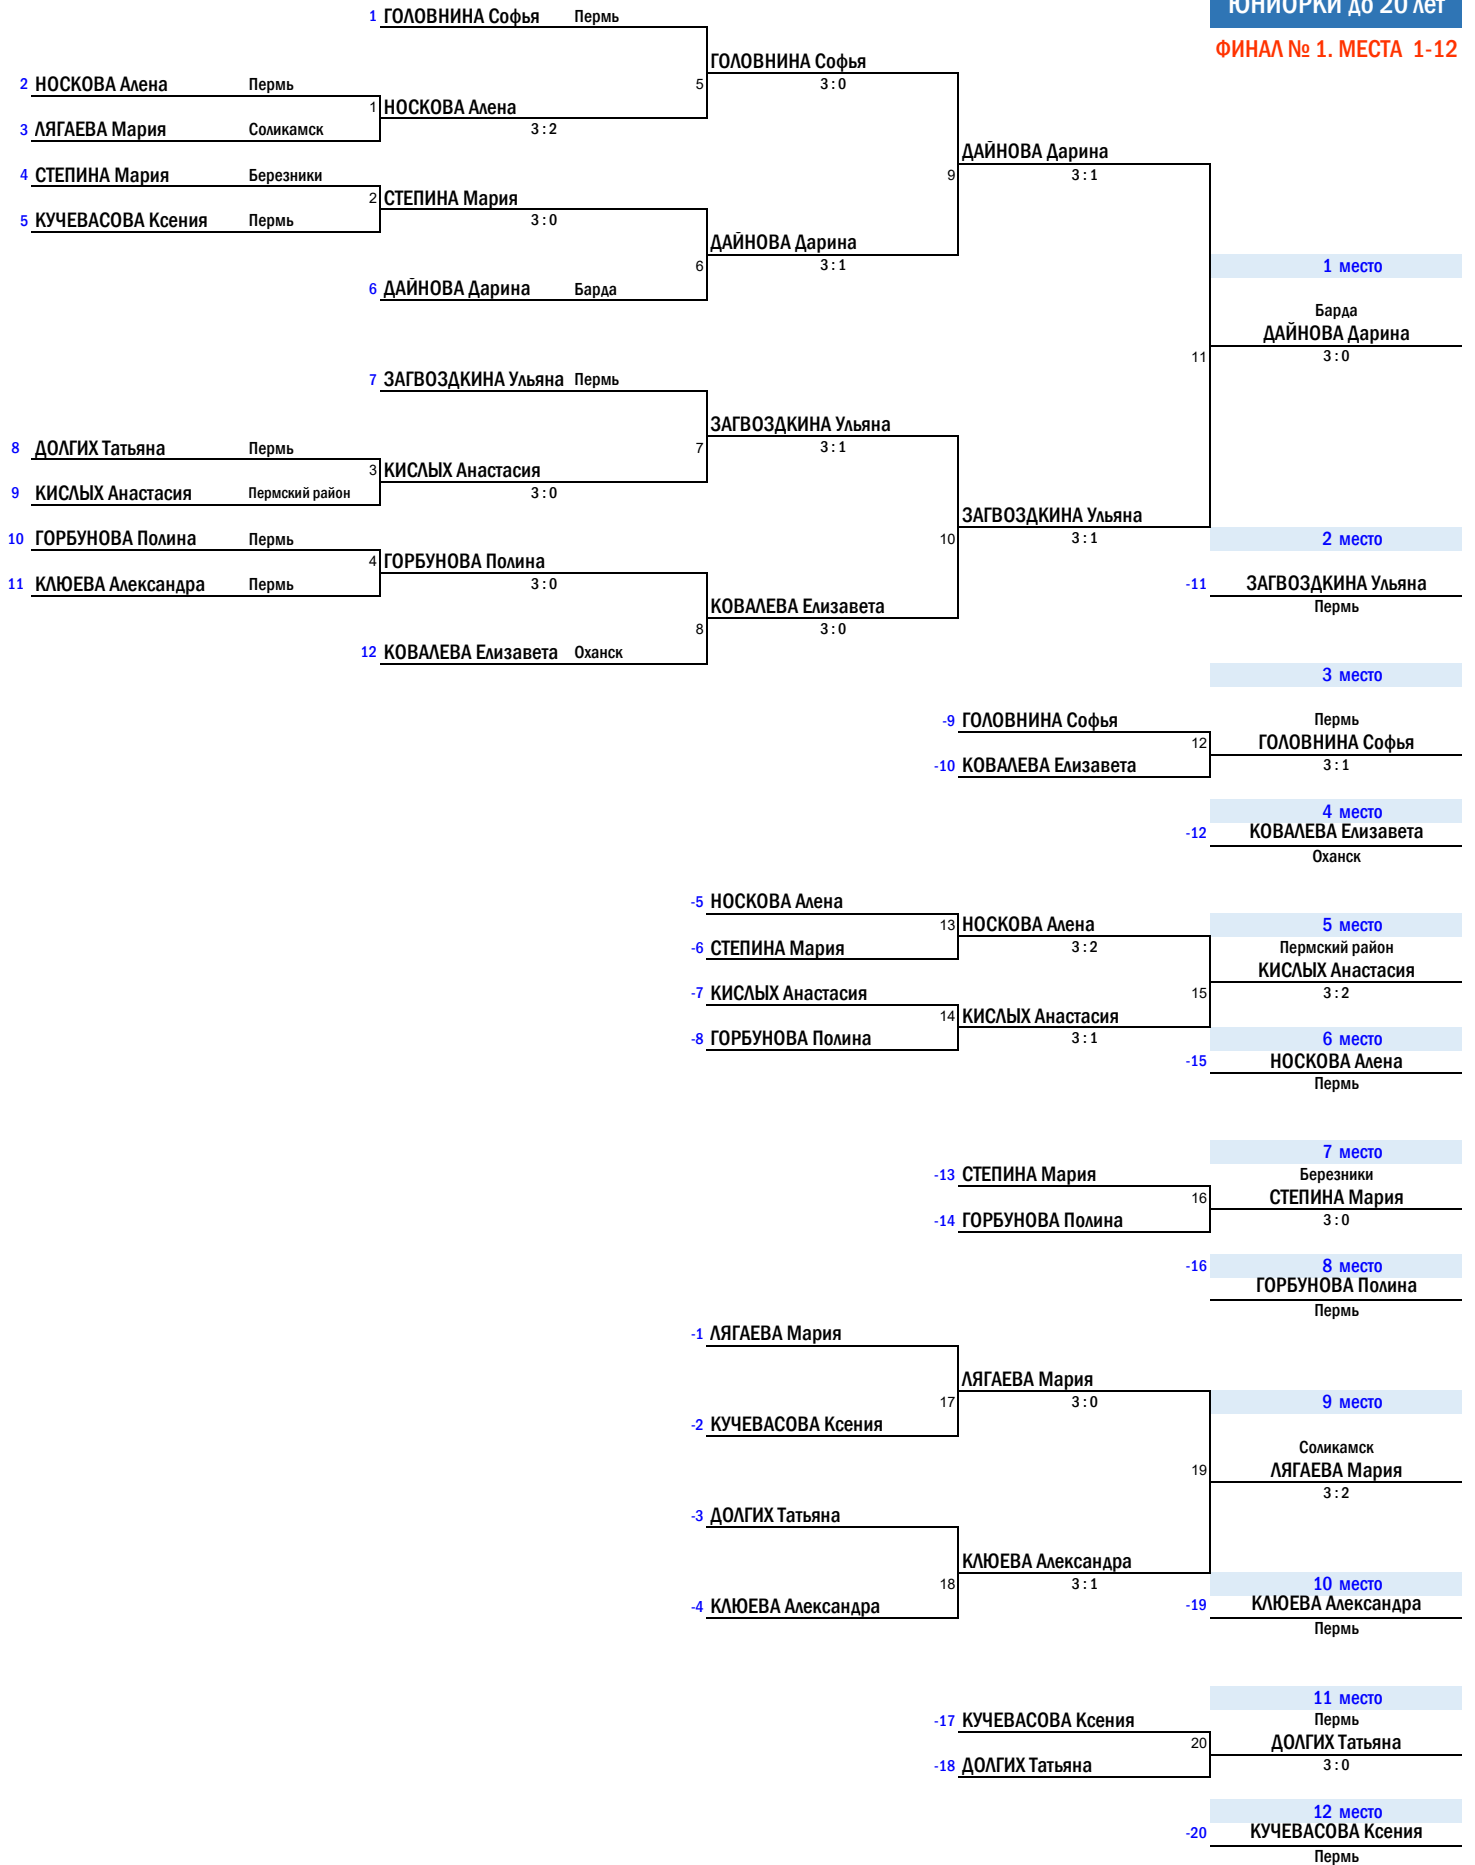 ЮНИОРКИ до 20 лет
1 ГОЛОВНИНА Софья Пермь
ФИНАЛ № 1. МЕСТА 1-12
ГОЛОВНИНА Софья
2 НОСКОВА Алена Пермь 5 3:0
1 НОСКОВА Алена
3 ЛЯГАЕВА Мария Соликамск 3:2
ДАЙНОВА Дарина
4 СТЕПИНА Мария Березники 9 3:1
2 СТЕПИНА Мария
5 КУЧЕВАСОВА Ксения Пермь 3:0
ДАЙНОВА Дарина
6 3:1 1 место
6 ДАЙНОВА Дарина Барда
Барда
ДАЙНОВА Дарина
11 3:0
7 ЗАГВОЗДКИНА Ульяна Пермь
ЗАГВОЗДКИНА Ульяна
8 ДОЛГИХ Татьяна Пермь 7 3:1
3 КИСЛЫХ Анастасия
9 КИСЛЫХ Анастасия Пермский район 3:0
ЗАГВОЗДКИНА Ульяна
10 ГОРБУНОВА Полина Пермь 10 3:1 2 место
4 ГОРБУНОВА Полина
11 КЛЮЕВА Александра Пермь 3:0 -11 ЗАГВОЗДКИНА Ульяна
КОВАЛЕВА Елизавета Пермь
8 3:0
12 КОВАЛЕВА Елизавета Оханск
3 место
-9 ГОЛОВНИНА Софья Пермь
12 ГОЛОВНИНА Софья
-10 КОВАЛЕВА Елизавета 3:1
4 место
-12 КОВАЛЕВА Елизавета
Оханск
-5 НОСКОВА Алена
13 НОСКОВА Алена 5 место
-6 СТЕПИНА Мария 3:2 Пермский район
КИСЛЫХ Анастасия
-7 КИСЛЫХ Анастасия 15 3:2
14 КИСЛЫХ Анастасия
-8 ГОРБУНОВА Полина 3:1 6 место
-15 НОСКОВА Алена
Пермь
7 место
-13 СТЕПИНА Мария Березники
16 СТЕПИНА Мария
-14 ГОРБУНОВА Полина 3:0
-16 8 место
ГОРБУНОВА Полина
Пермь
-1 ЛЯГАЕВА Мария
ЛЯГАЕВА Мария
17 3:0 9 место
-2 КУЧЕВАСОВА Ксения
Соликамск
19 ЛЯГАЕВА Мария
3:2
-3 ДОЛГИХ Татьяна
КЛЮЕВА Александра
18 3:1 10 место
-4 КЛЮЕВА Александра -19 КЛЮЕВА Александра
Пермь
11 место
-17 КУЧЕВАСОВА Ксения Пермь
20 ДОЛГИХ Татьяна
-18 ДОЛГИХ Татьяна 3:0
12 место
-20 КУЧЕВАСОВА Ксения
Пермь